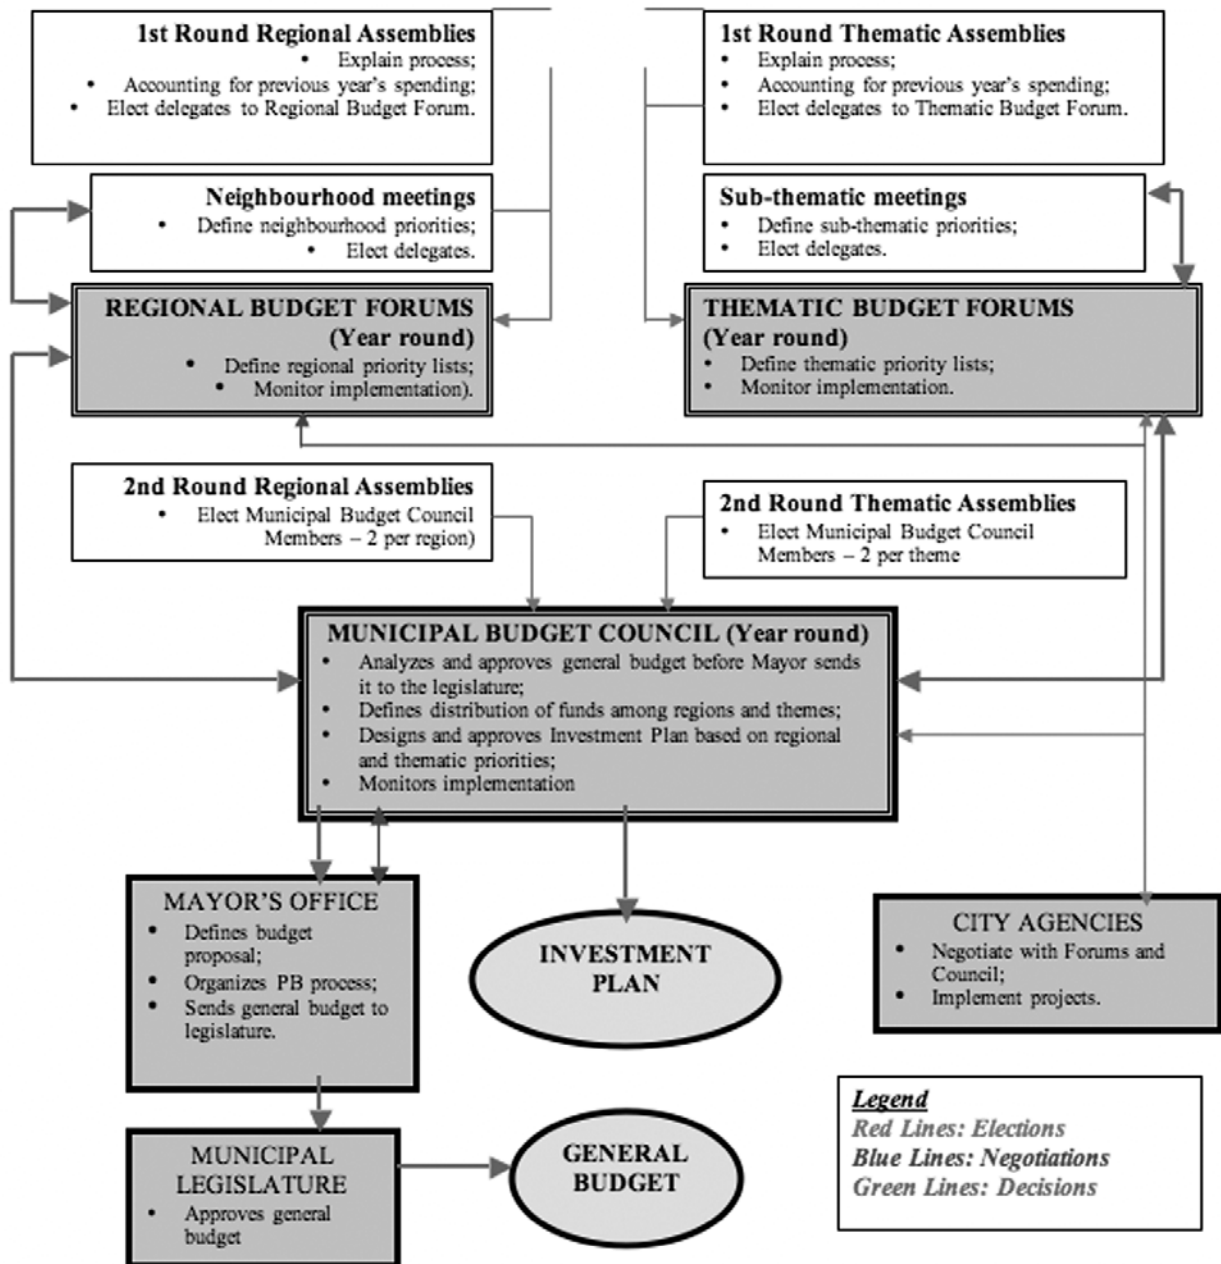 1st Round Regional Assemblies
• Explain process;
• Accounting for previous year's spending;
• Elect delegates to Regional Budget Forum.
1st Round Thematic Assemblies
• Explain process;
• Accounting for previous year's spending;
• Elect delegates to Thematic Budget Forum.
Neighbourhood meetings
• Define neighbourhood priorities;
• Elect delegates.
Sub-thematic meetings
• Define sub-thematic priorities;
• Elect delegates.
REGIONAL BUDGET FORUMS
(Year round)
• Define regional priority lists;
• Monitor implementation).
THEMATIC BUDGET FORUMS
(Year round)
• Define thematic priority lists;
• Monitor implementation.
2nd Round Regional Assemblies
• Elect Municipal Budget Council
Members – 2 per region)
2nd Round Thematic Assemblies
• Elect Municipal Budget Council
Members – 2 per theme
MUNICIPAL BUDGET COUNCIL (Year round)
• Analyzes and approves general budget before Mayor sends
it to the legislature;
• Defines distribution of funds among regions and themes;
• Designs and approves Investment Plan based on regional
and thematic priorities;
• Monitors implementation
MAYOR'S OFFICE
• Defines budget
proposal;
• Organizes PB process;
• Sends general budget to
legislature.
INVESTMENT
PLAN
CITY AGENCIES
• Negotiate with Forums and
Council;
• Implement projects.
MUNICIPAL
LEGISLATURE
• Approves general
budget
GENERAL
BUDGET
Legend
Red Lines: Elections
Blue Lines: Negotiations
Green Lines: Decisions